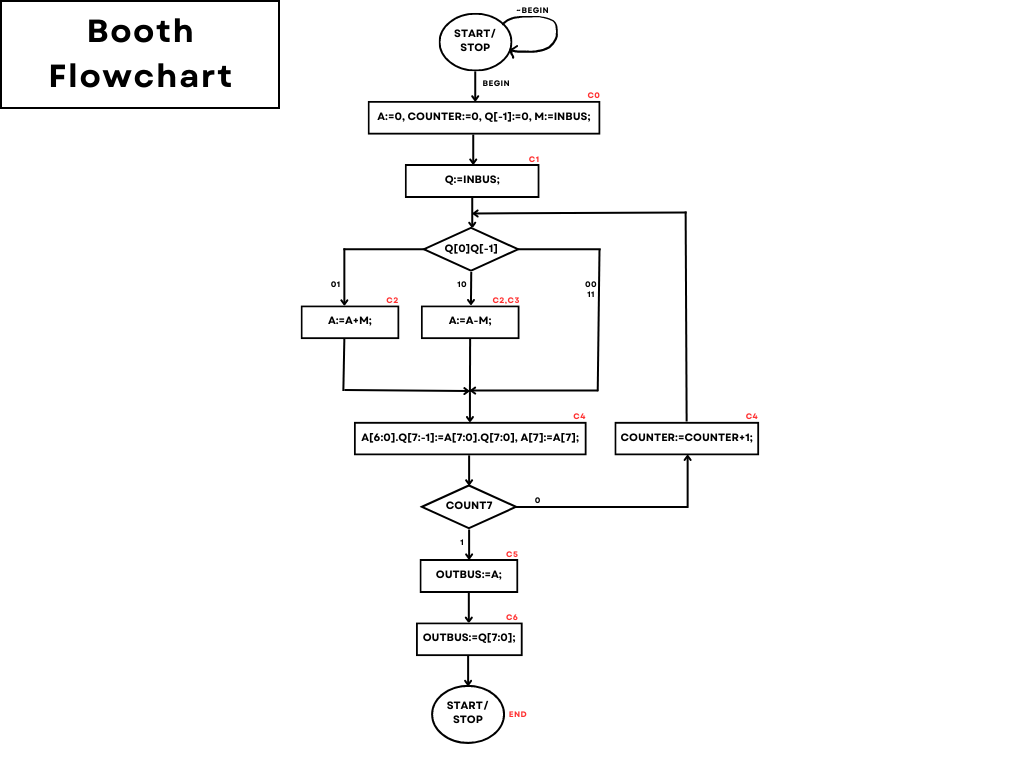 Booth
Flowchart
START/
STOP
~BEGIN
BEGIN
C0
A:=0, COUNTER:=0, Q[-1]:=0, M:=INBUS;
C1
Q:=INBUS;
Q[0]Q[-1]
01
10
00
11
C2
A:=A+M;
C2,C3
A:=A-M;
C4
A[6:0].Q[7:-1]:=A[7:0].Q[7:0], A[7]:=A[7];
C4
COUNTER:=COUNTER+1;
COUNT7
0
1
C5
OUTBUS:=A;
C6
OUTBUS:=Q[7:0];
START/
STOP
END